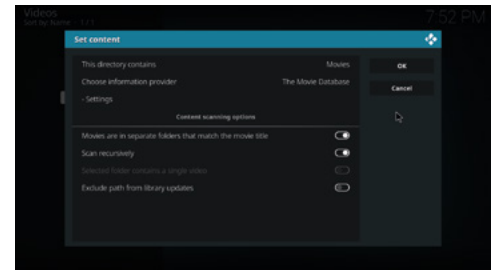 Videos
Sort by: Name · 1 / 1
7:52 PM
Set content
This directory contains Movies
Choose information provider The Movie Database
- Settings
Content scanning options
Movies are in separate folders that match the movie title
Scan recursively
Selected folder contains a single video
Exclude path from library updates
OK
Cancel